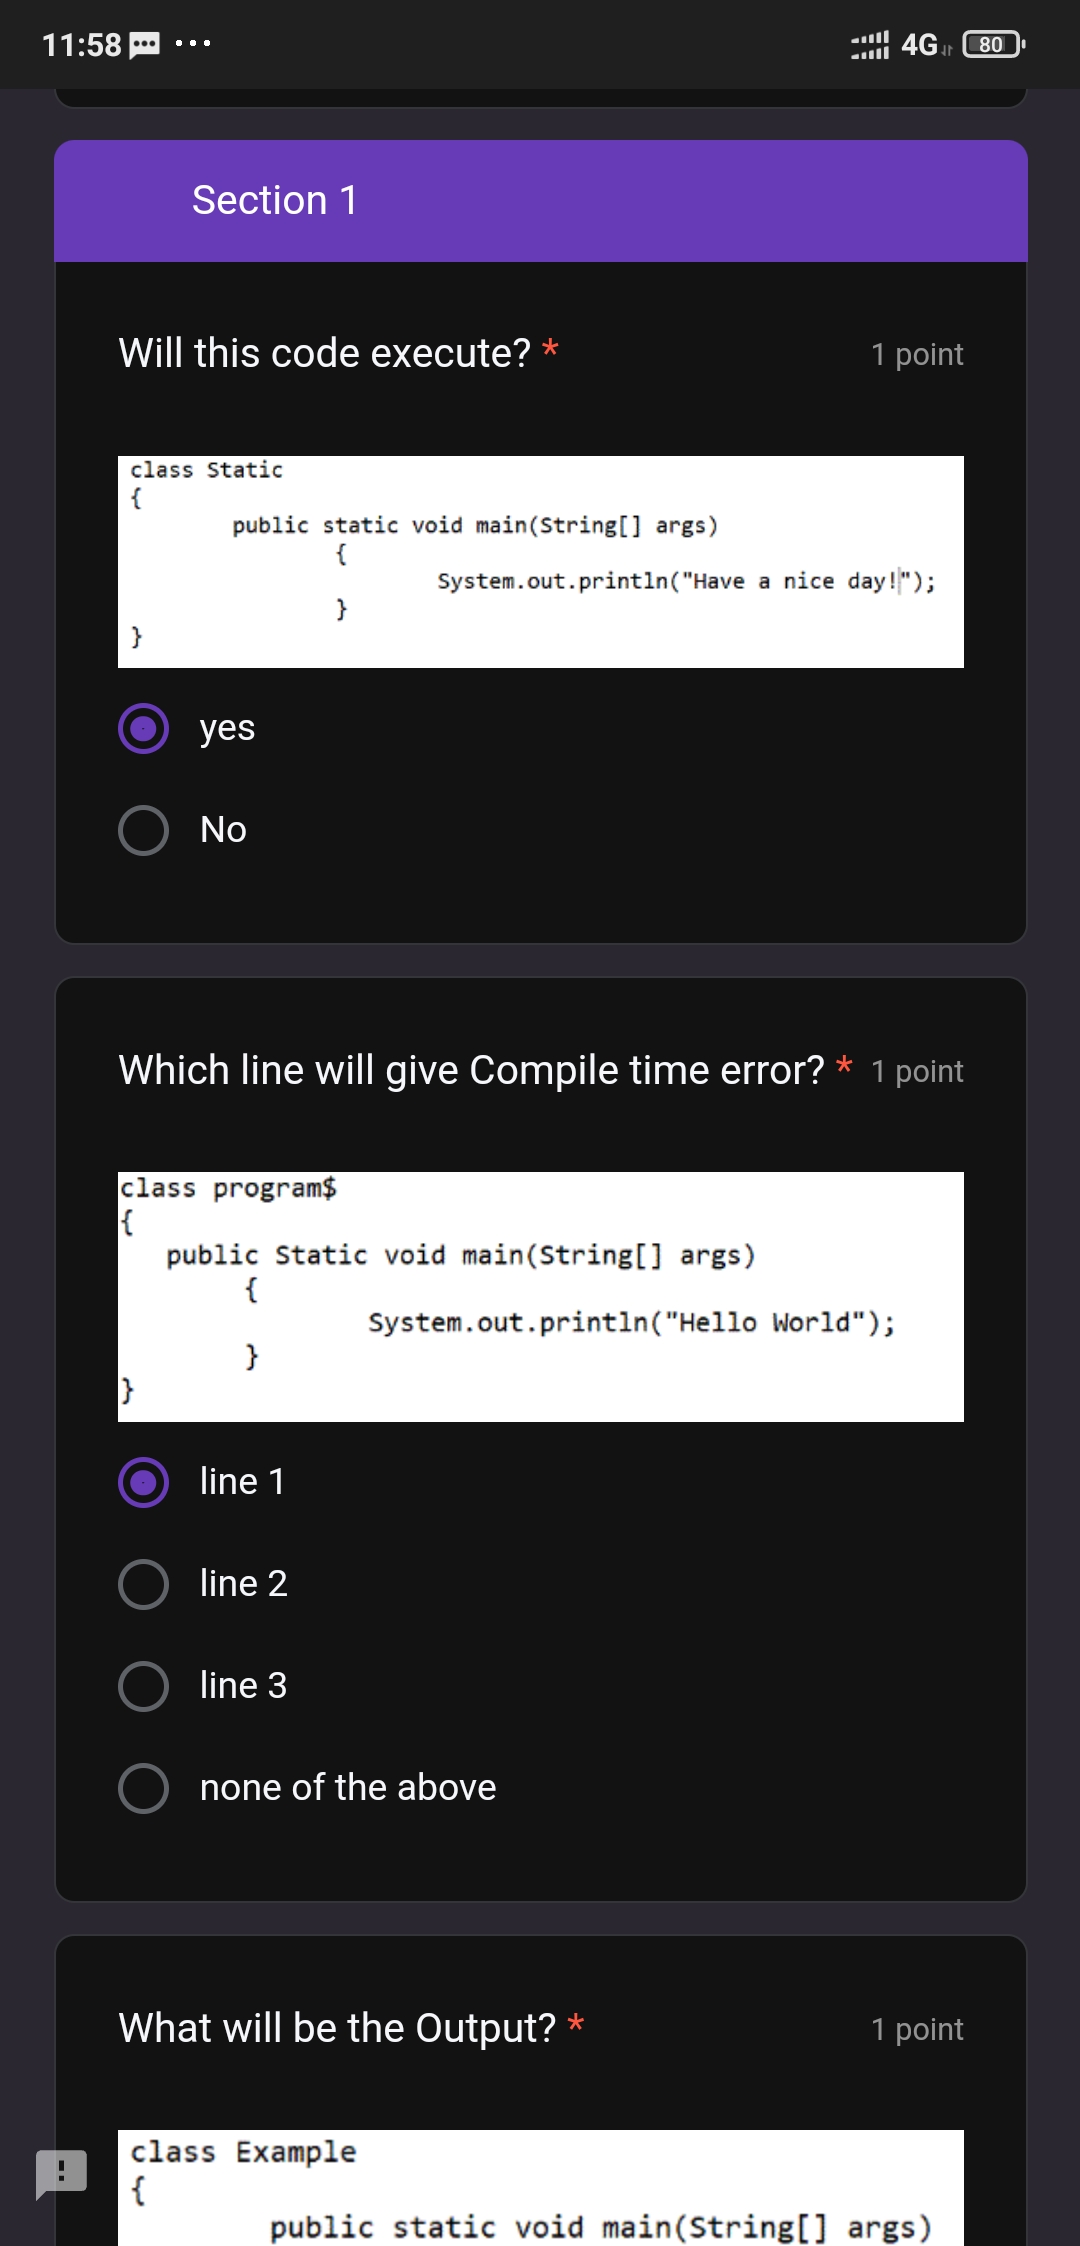 11:58
4G
80
Section 1
Will this code execute? *
1 point
class Static
{
public static void main(String[] args)
{
System.out.println("Have a nice day!");
}
}
yes
No
Which line will give Compile time error? *
1 point
class program$
{
public Static void main(String[] args)
{
System.out.println("Hello World");
}
}
line 1
line 2
line 3
none of the above
What will be the Output? *
1 point
class Example
{
public static void main(String[] args)